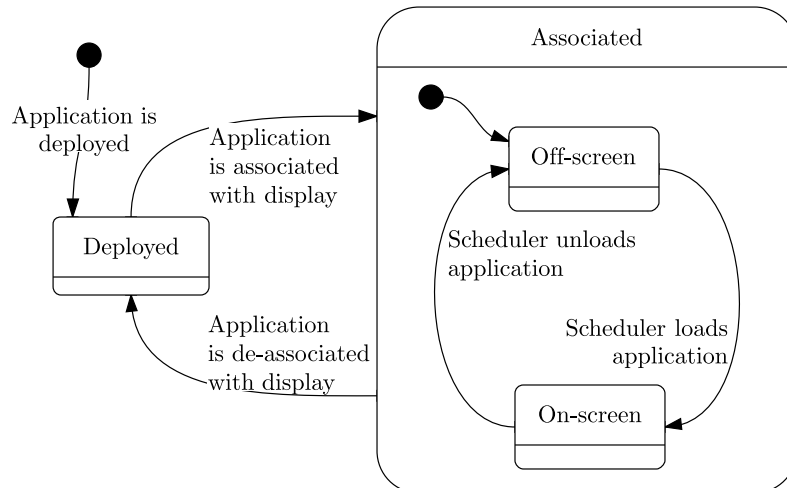 Associated
Application is
deployed
Application
is associated
with display
Off-screen
Deployed
Scheduler unloads
application
Application
is de-associated
with display
Scheduler loads
application
On-screen